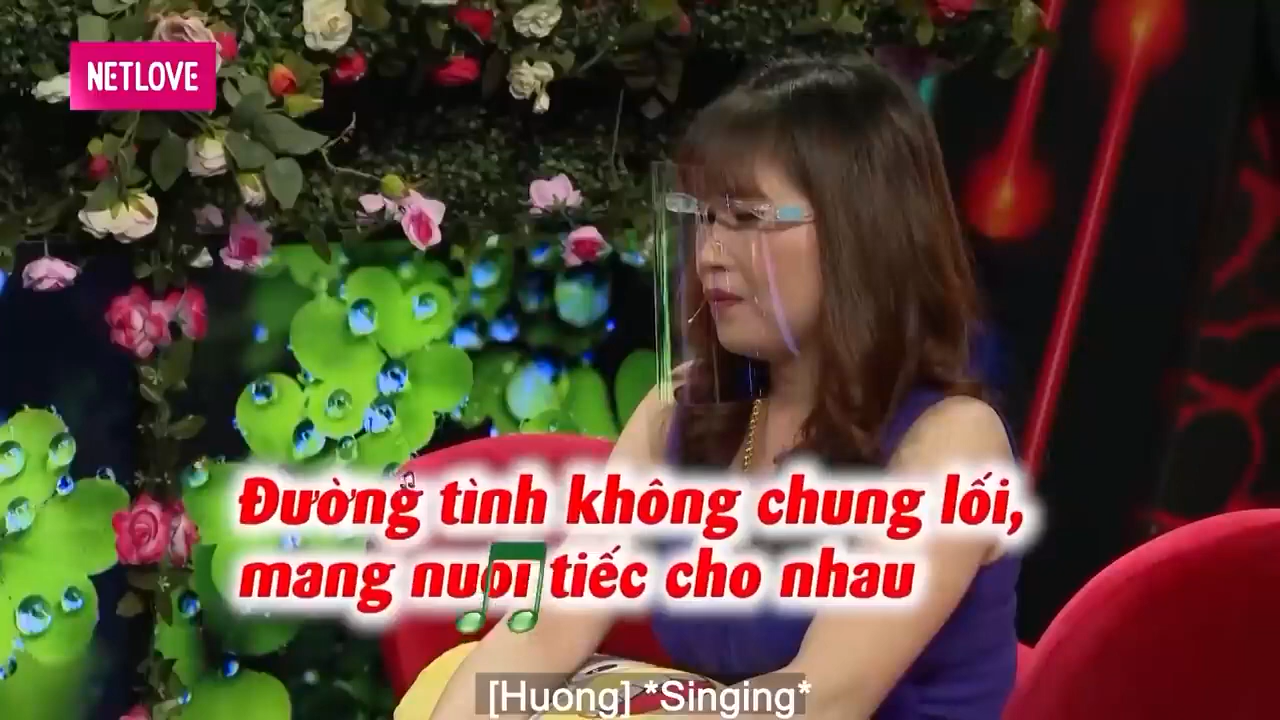 NETLOVE
Đường tình không chung lối,
mang nuối tiếc cho nhau
[Huong] *Singing*